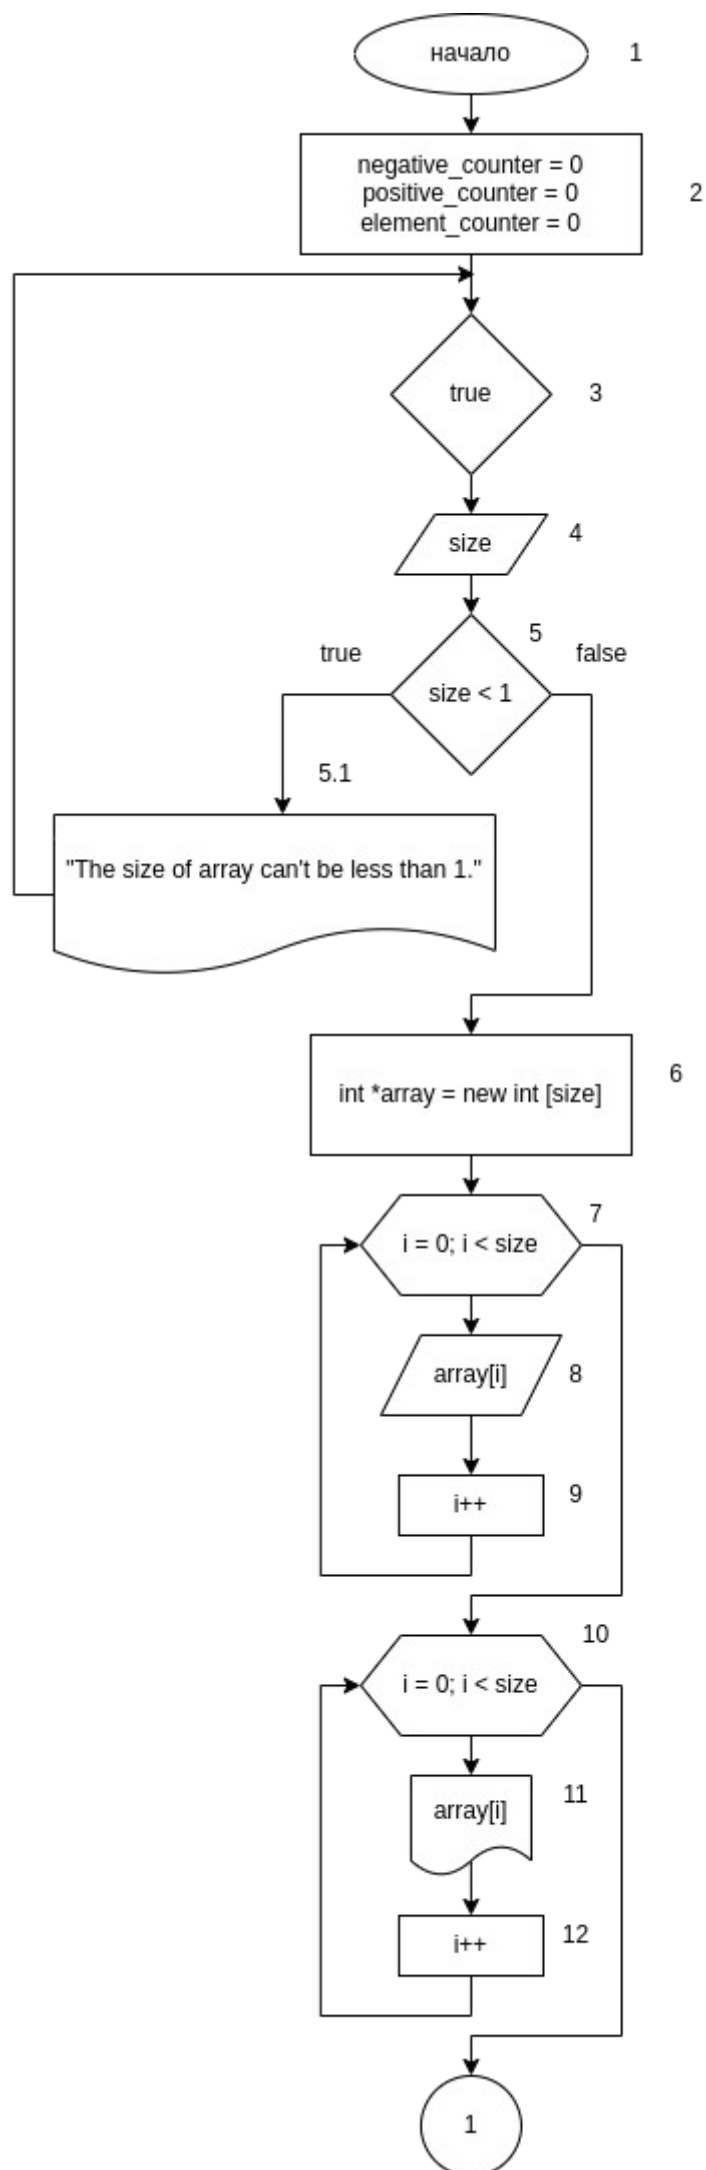 начало
1
negative_counter = 0
positive_counter = 0
element_counter = 0
2
true
3
size
4
5
true
false
size < 1
5.1
"The size of array can't be less than 1."
int *array = new int [size]
6
7
i = 0; i < size
array[i]
8
i++
9
10
i = 0; i < size
array[i]
11
i++
12
1